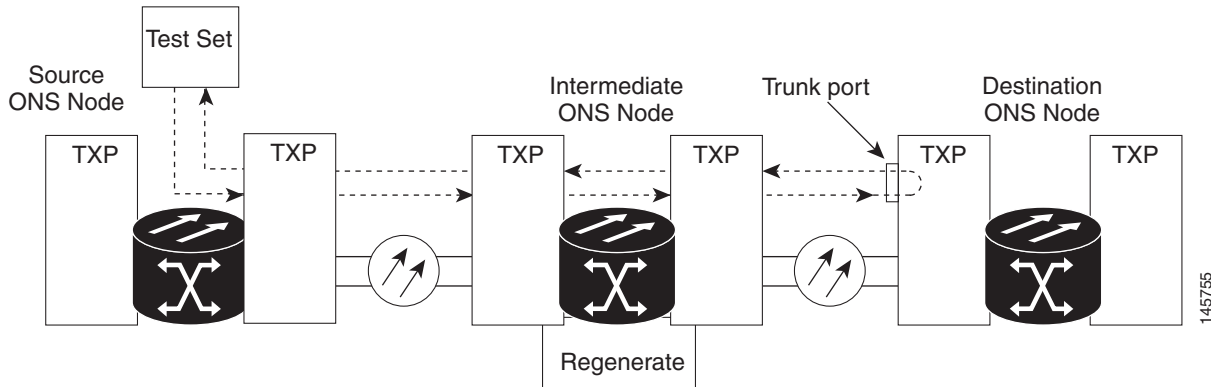 Test Set
Source
ONS Node
Intermediate
ONS Node
Trunk port
Destination
ONS Node
TXP
TXP
TXP
TXP
TXP
TXP
Regenerate
145755